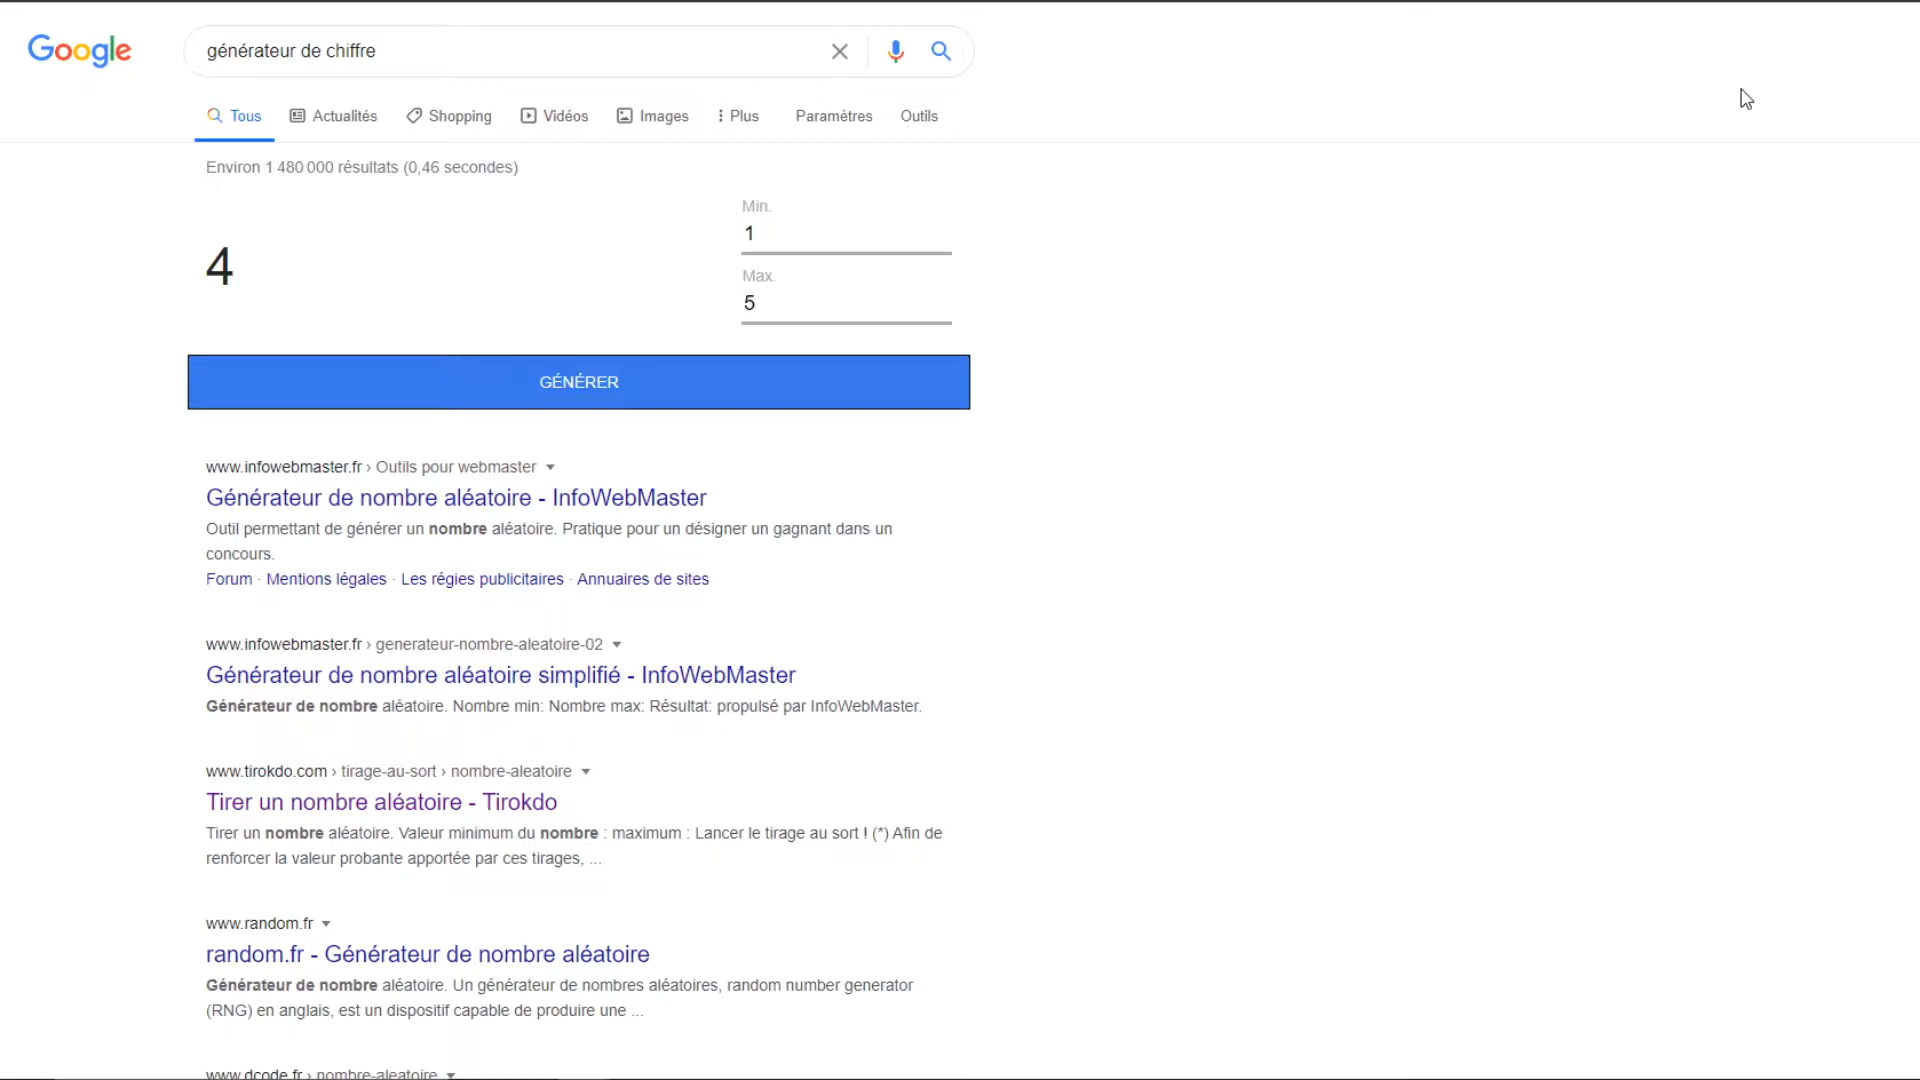 Google
générateur de chiffre
Tous Actualités Shopping Vidéos Images Plus Paramètres Outils
Environ 1 480 000 résultats (0,46 secondes)
Min.
1
4
Max.
5
GÉNÉRER
www.infowebmaster.fr › Outils pour webmaster
Générateur de nombre aléatoire - InfoWebMaster
Outil permettant de générer un nombre aléatoire. Pratique pour un désigner un gagnant dans un
concours.
Forum · Mentions légales · Les régies publicitaires · Annuaires de sites
www.infowebmaster.fr › generateur-nombre-aleatoire-02
Générateur de nombre aléatoire simplifié - InfoWebMaster
Générateur de nombre aléatoire. Nombre min: Nombre max: Résultat: propulsé par InfoWebMaster.
www.tirokdo.com › tirage-au-sort › nombre-aleatoire
Tirer un nombre aléatoire - Tirokdo
Tirer un nombre aléatoire. Valeur minimum du nombre : maximum : Lancer le tirage au sort ! (*) Afin de
renforcer la valeur probante apportée par ces tirages, ...
www.random.fr
random.fr - Générateur de nombre aléatoire
Générateur de nombre aléatoire. Un générateur de nombres aléatoires, random number generator
(RNG) en anglais, est un dispositif capable de produire une ...
www.dcode.fr › nombre-aleatoire